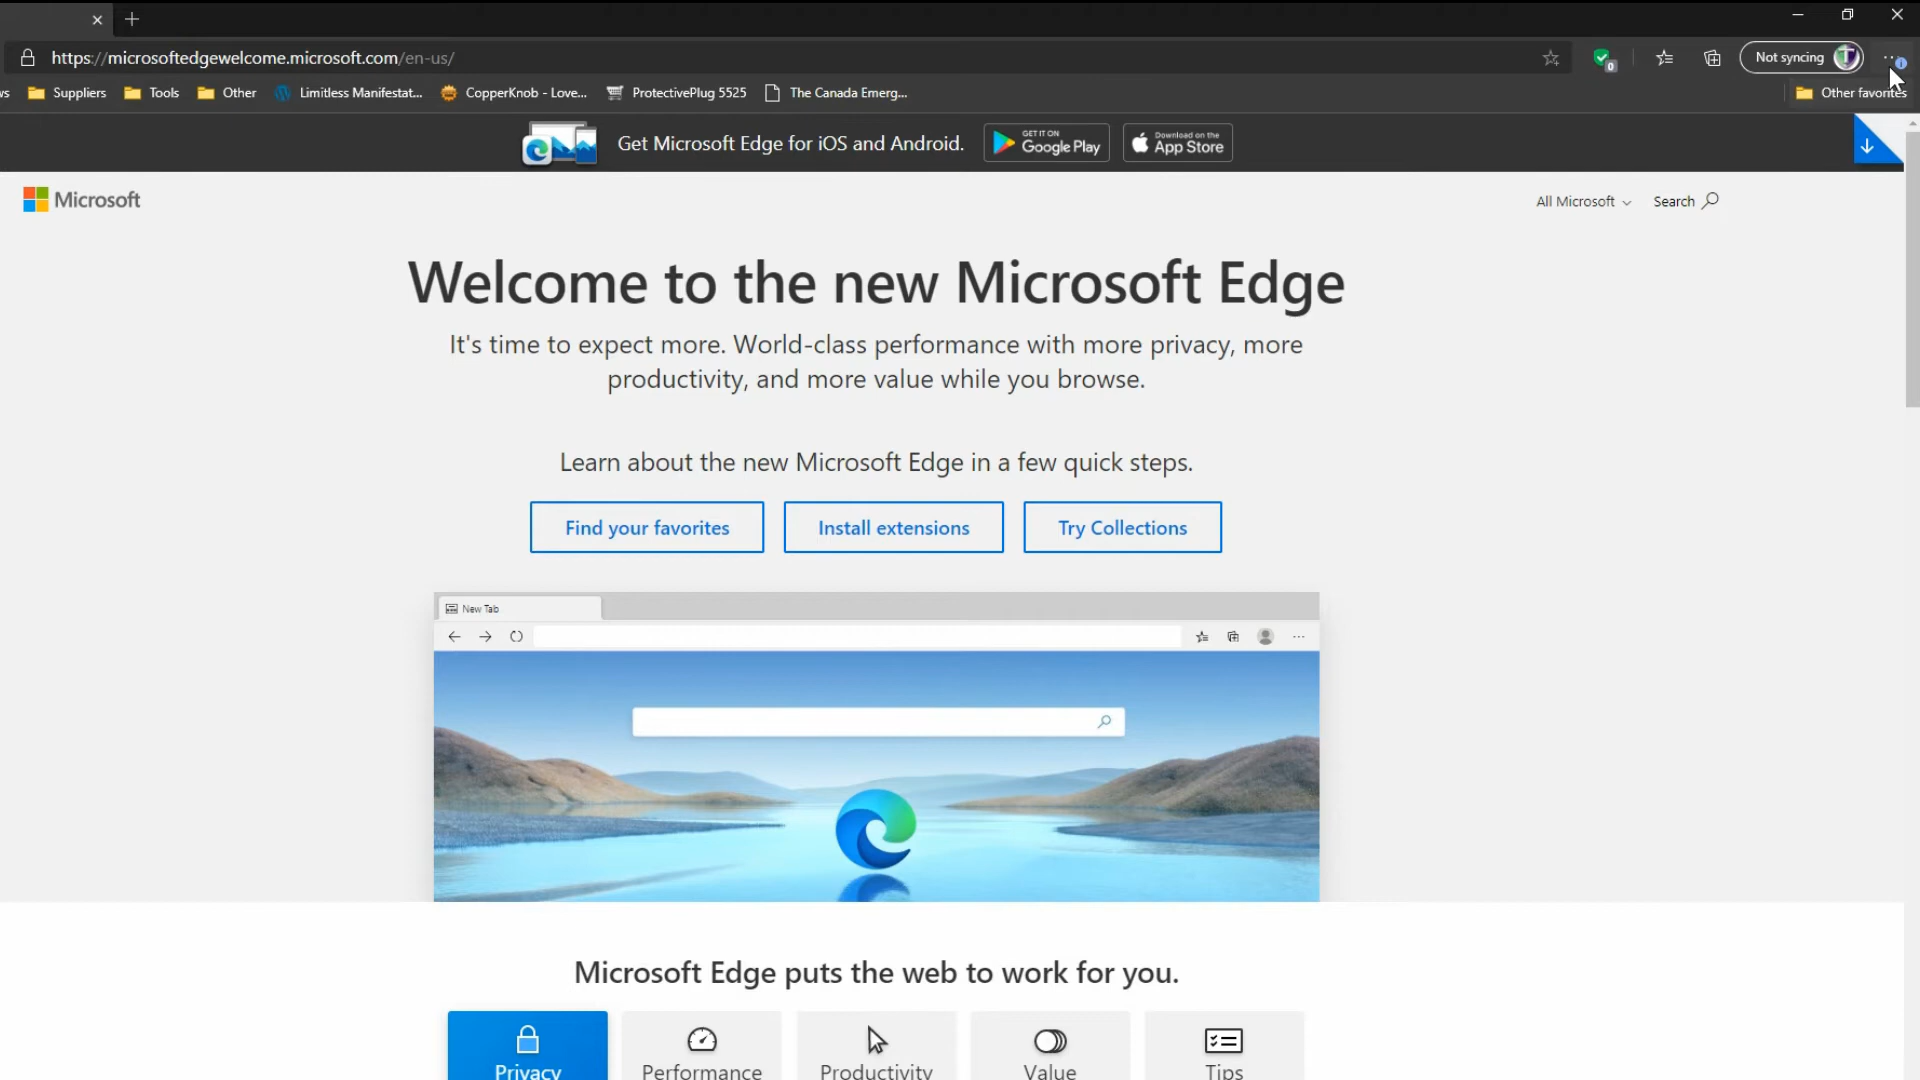 https://microsoftedgewelcome.microsoft.com/en-us/
0
Not syncing
T
ws
Suppliers
Tools
Other
Limitless Manifestat...
CopperKnob - Love...
ProtectivePlug 5525
The Canada Emerg...
Other favorites
Get Microsoft Edge for iOS and Android.
GET IT ON
Google Play
Download on the
App Store
Microsoft
All Microsoft
Search
Welcome to the new Microsoft Edge
It's time to expect more. World-class performance with more privacy, more
productivity, and more value while you browse.
Learn about the new Microsoft Edge in a few quick steps.
Find your favorites
Install extensions
Try Collections
New Tab
Microsoft Edge puts the web to work for you.
Privacy
Performance
Productivity
Value
Tips